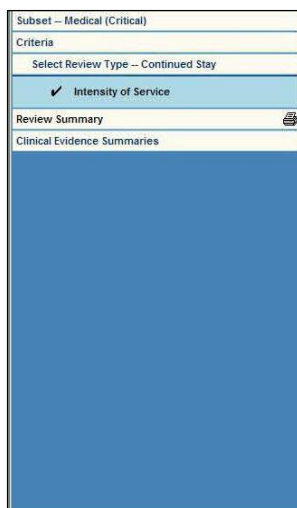 Subset -- Medical (Critical)
Criteria
Select Review Type -- Continued Stay
✔ Intensity of Service
Review Summary
Clinical Evidence Summaries